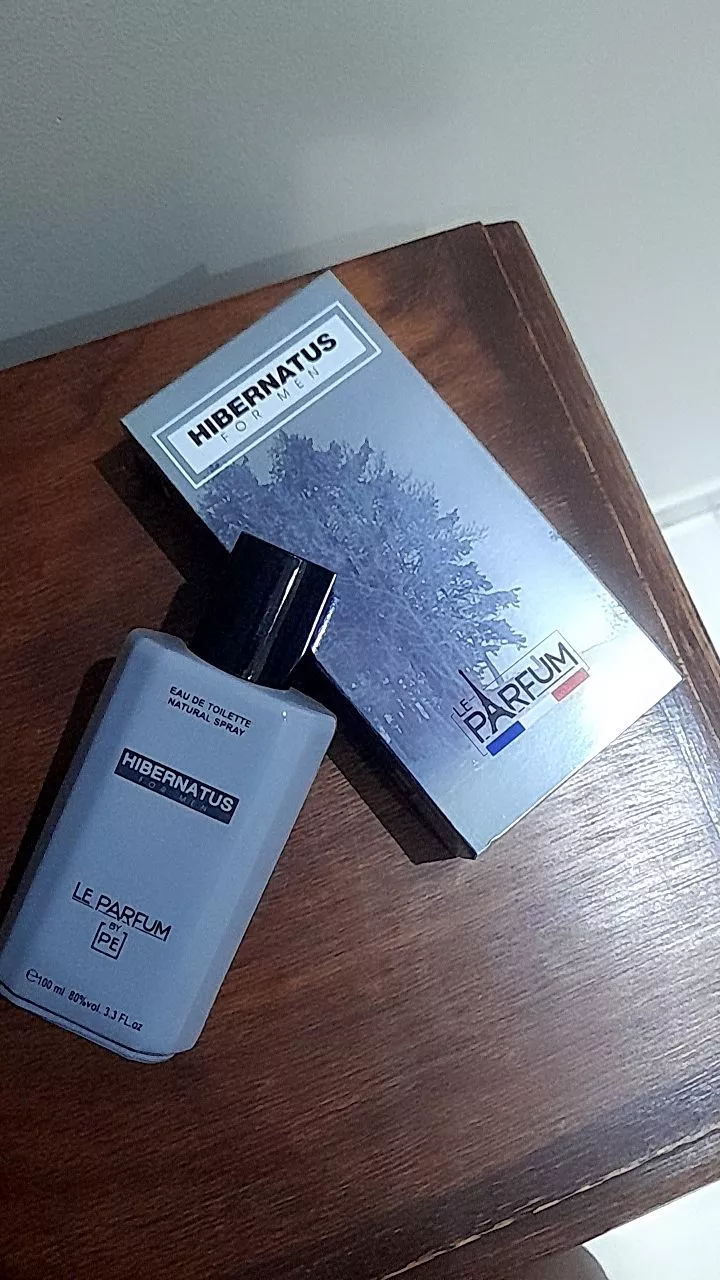 HIBERNATUS
FOR MEN
LE
PARFUM
EAU DE TOILETTE
NATURAL SPRAY
HIBERNATUS
FOR MEN
LE PARFUM
BY
PE
℮100 ml 80%vol. 3.3 FL.oz